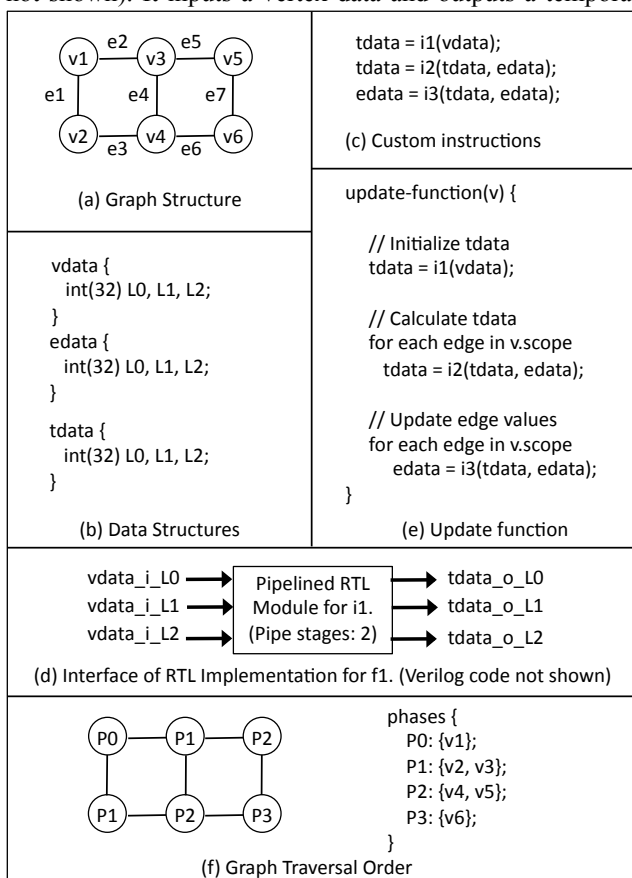 not shown). It inputs a vertex data and outputs a tempora
v1 e2 v3 e5 v5
e1 e4 e7
v2 e3 v4 e6 v6
(a) Graph Structure
vdata {
int(32) L0, L1, L2;
}
edata {
int(32) L0, L1, L2;
}
tdata {
int(32) L0, L1, L2;
}
(b) Data Structures
tdata = i1(vdata);
tdata = i2(tdata, edata);
edata = i3(tdata, edata);
(c) Custom instructions
update-function(v) {
// Initialize tdata
tdata = i1(vdata);
// Calculate tdata
for each edge in v.scope
tdata = i2(tdata, edata);
// Update edge values
for each edge in v.scope
edata = i3(tdata, edata);
}
(e) Update function
vdata_i_L0
vdata_i_L1
vdata_i_L2
Pipelined RTL
Module for i1.
(Pipe stages: 2)
tdata_o_L0
tdata_o_L1
tdata_o_L2
(d) Interface of RTL Implementation for f1. (Verilog code not shown)
P0 P1 P2
P1 P2 P3
phases {
P0: {v1};
P1: {v2, v3};
P2: {v4, v5};
P3: {v6};
}
(f) Graph Traversal Order